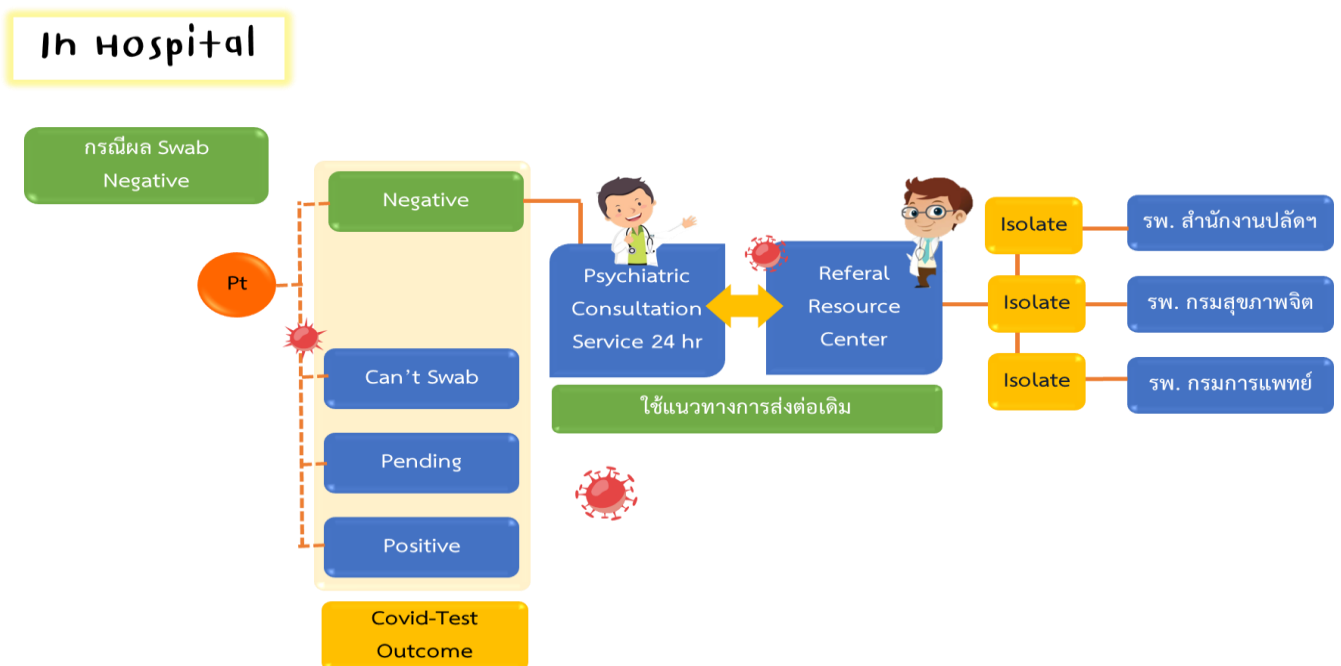 In Hospital
กรณีผล Swab
Negative
Pt
Negative
Can't Swab
Pending
Positive
Covid-Test
Outcome
Psychiatric
Consultation
Service 24 hr
Referal
Resource
Center
ใช้แนวทางการส่งต่อเดิม
Isolate
รพ. สำนักงานปลัดฯ
Isolate
รพ. กรมสุขภาพจิต
Isolate
รพ. กรมการแพทย์